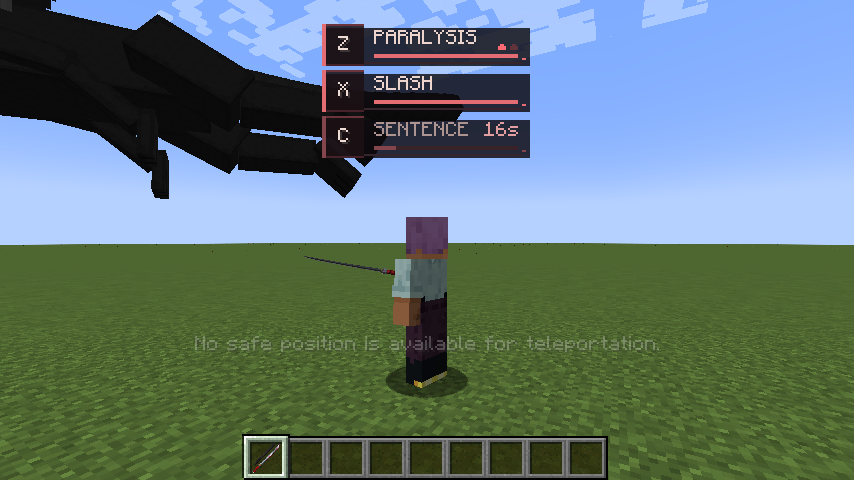 Z PARALYSIS
X SLASH
C SENTENCE 16s
No safe position is available for teleportation.